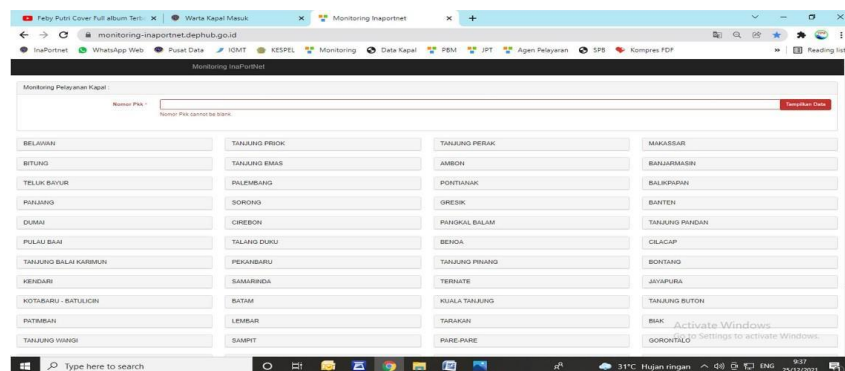 Feby Putri Cover Full album Terb
Warta Kapal Masuk
Monitoring Inaportnet
monitoring-inaportnet.dephub.go.id
InaPortnet WhatsApp Web Pusat Data IGMT KESPEL Monitoring Data Kapal PBM JPT Agen Pelayaran SPB Kompres FDF » Reading list
Monitoring InaPortNet
Monitoring Pelayanan Kapal :
Nomor Pkk * Tampilkan Data
Nomor Pkk cannot be blank.
BELAWAN TANJUNG PRIOK TANJUNG PERAK MAKASSAR
BITUNG TANJUNG EMAS AMBON BANJARMASIN
TELUK BAYUR PALEMBANG PONTIANAK BALIKPAPAN
PANJANG SORONG GRESIK BANTEN
DUMAI CIREBON PANGKAL BALAM TANJUNG PANDAN
PULAU BAAI TALANG DUKU BENOA CILACAP
TANJUNG BALAI KARIMUN PEKANBARU TANJUNG PINANG BONTANG
KENDARI SAMARINDA TERNATE JAYAPURA
KOTABARU - BATULICIN BATAM KUALA TANJUNG TANJUNG BUTON
PATIMBAN LEMBAR TARAKAN BIAK
Activate Windows
TANJUNG WANGI SAMPIT PARE-PARE GORONTALO
Go to Settings to activate Windows.
Type here to search
31°C Hujan ringan ENG 9:37
25/12/2021